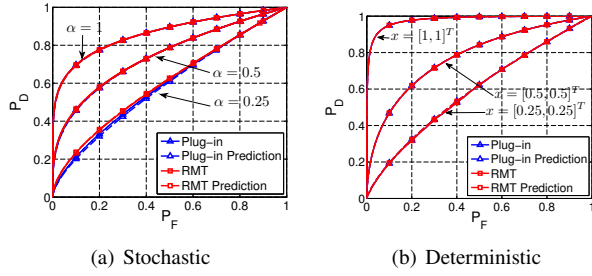 1
0.8
0.6
0.4
0.2
0
P_D
α = 1
α = 0.5
α = 0.25
Plug-in
Plug-in Prediction
RMT
RMT Prediction
0 0.2 0.4 0.6 0.8 1
P_F
(a) Stochastic
1
0.8
0.6
0.4
0.2
0
P_D
x = [1, 1]^T
x = [0.5, 0.5]^T
x = [0.25, 0.25]^T
Plug-in
Plug-in Prediction
RMT
RMT Prediction
0 0.2 0.4 0.6 0.8 1
P_F
(b) Deterministic